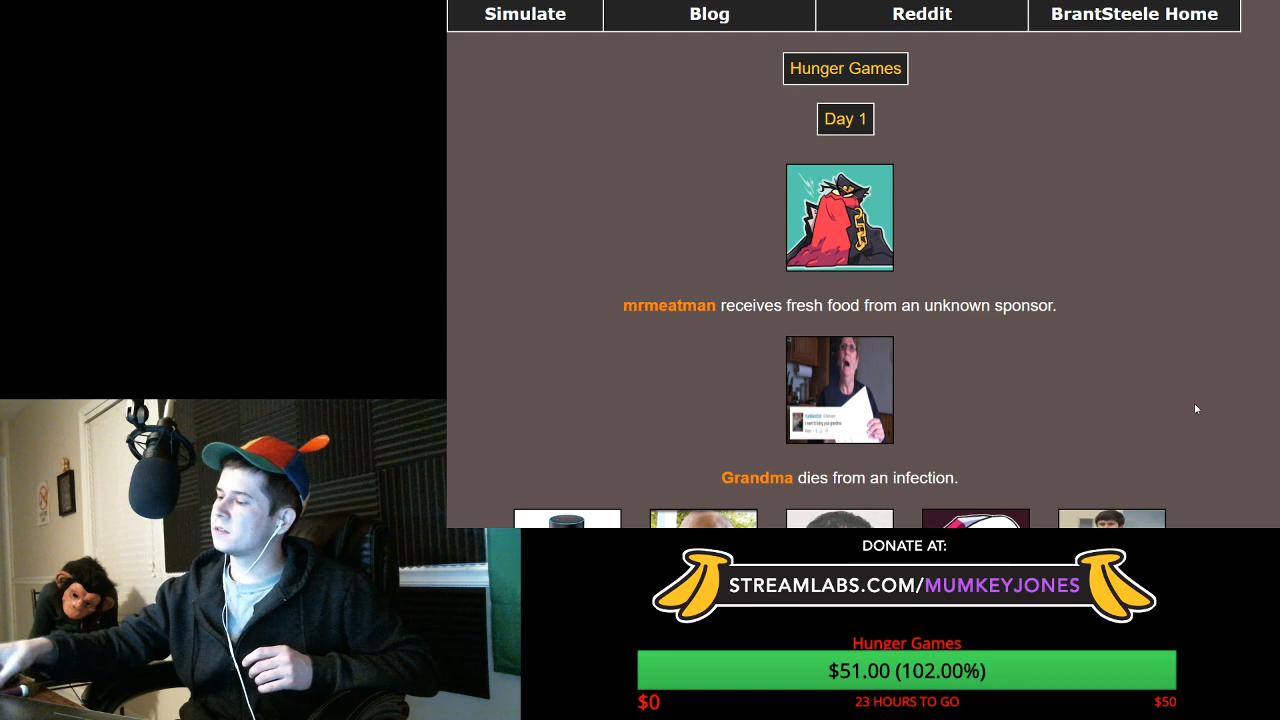 Simulate
Blog
Reddit
BrantSteele Home
Hunger Games
Day 1
mrmeatman receives fresh food from an unknown sponsor.
Grandma dies from an infection.
DONATE AT:
STREAMLABS.COM/MUMKEYJONES
Hunger Games
$51.00 (102.00%)
$0
23 HOURS TO GO
$50